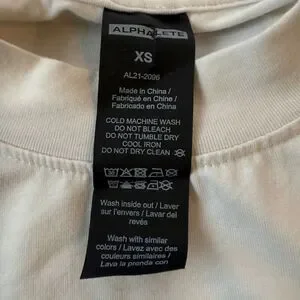 ALPHALETE
XS
AL21-2096
Made in China /
Fabriqué en Chine /
Fabricado en China
COLD MACHINE WASH
DO NOT BLEACH
DO NOT TUMBLE DRY
COOL IRON
DO NOT DRY CLEAN
Wash inside out / Laver
sur l'envers / Lavar del
revés
Wash with similar
colors / Lavez avec des
couleurs similaires /
Lava la prenda con